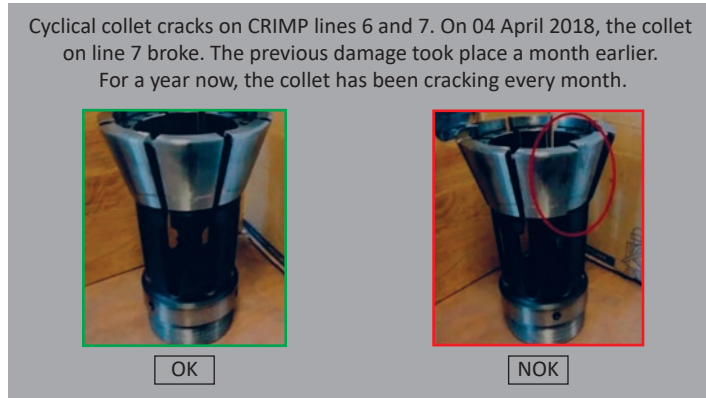 Cyclical collet cracks on CRIMP lines 6 and 7. On 04 April 2018, the collet
on line 7 broke. The previous damage took place a month earlier.
For a year now, the collet has been cracking every month.
OK
NOK